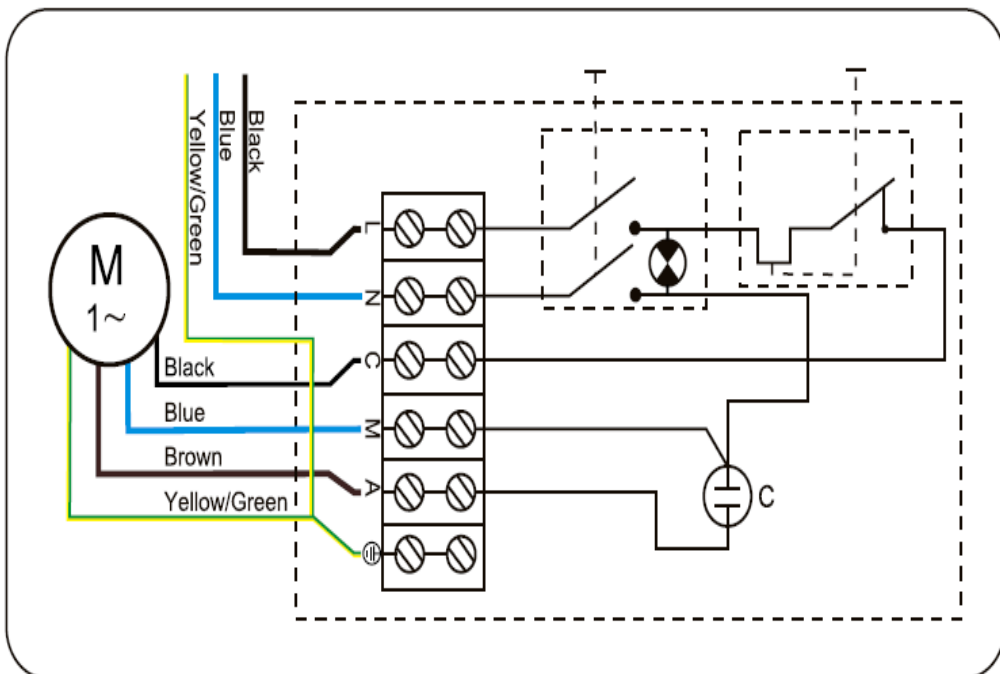 Yellow/Green
Blue
Black
M
1~
Black
Blue
Brown
Yellow/Green
L
N
C
M
A
C